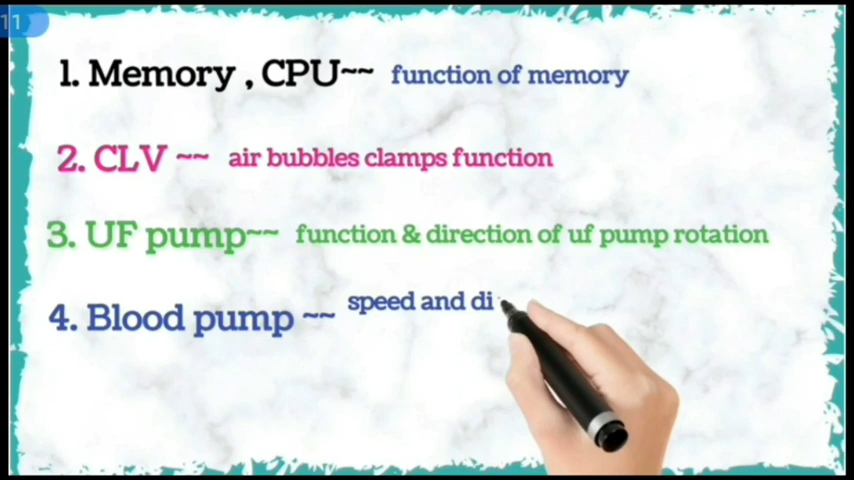 11
1. Memory , CPU~~ function of memory
2. CLV ~~ air bubbles clamps function
3. UF pump~~ function & direction of uf pump rotation
4. Blood pump ~~ speed and di